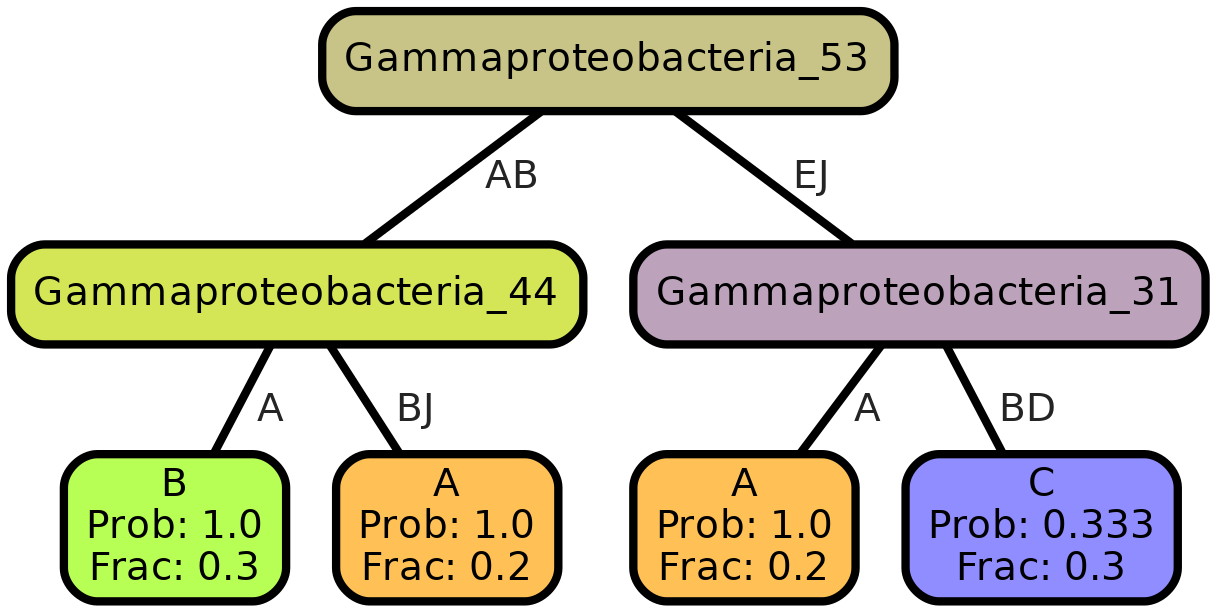 Gammaproteobacteria_53
AB
EJ
Gammaproteobacteria_44
Gammaproteobacteria_31
A
BJ
A
BD
B
Prob: 1.0
Frac: 0.3
A
Prob: 1.0
Frac: 0.2
A
Prob: 1.0
Frac: 0.2
C
Prob: 0.333
Frac: 0.3